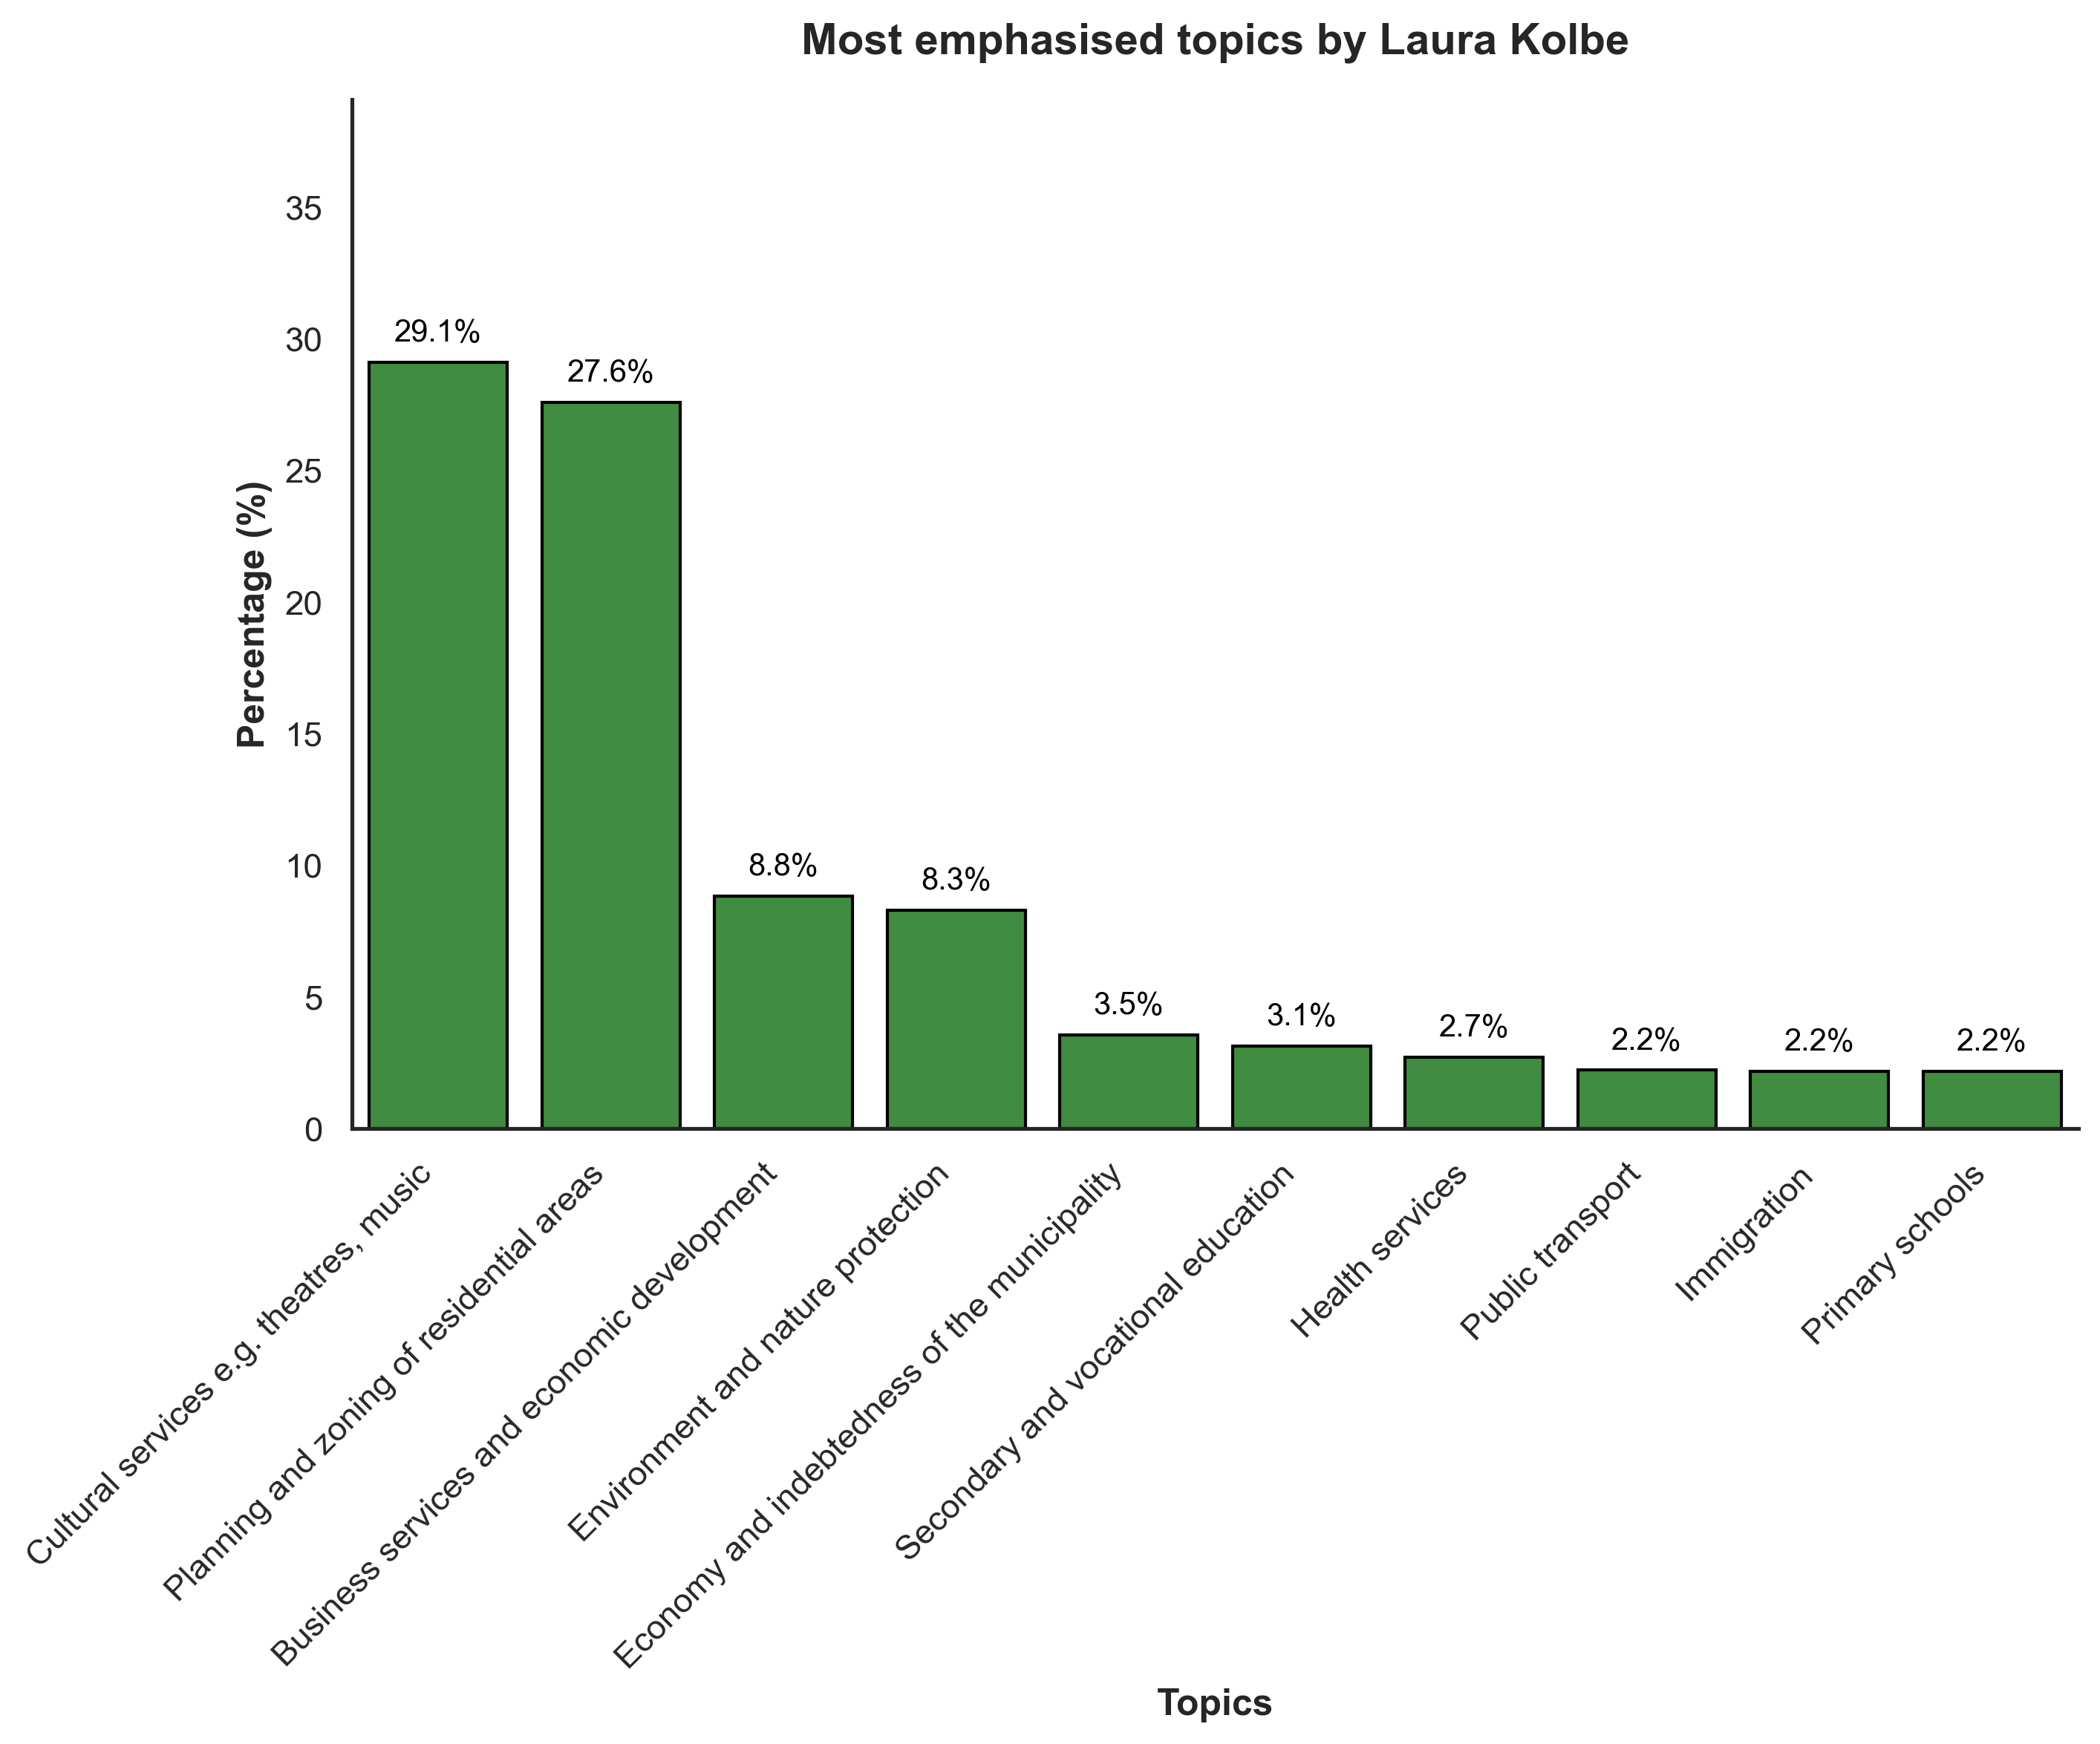 Most emphasised topics by Laura Kolbe
Percentage (%)
35
30
25
20
15
10
5
0
29.1%
27.6%
8.8%
8.3%
3.5%
3.1%
2.7%
2.2%
2.2%
2.2%
Cultural services e.g. theatres, music
Planning and zoning of residential areas
Business services and economic development
Environment and nature protection
Economy and indebtedness of the municipality
Secondary and vocational education
Health services
Public transport
Immigration
Primary schools
Topics